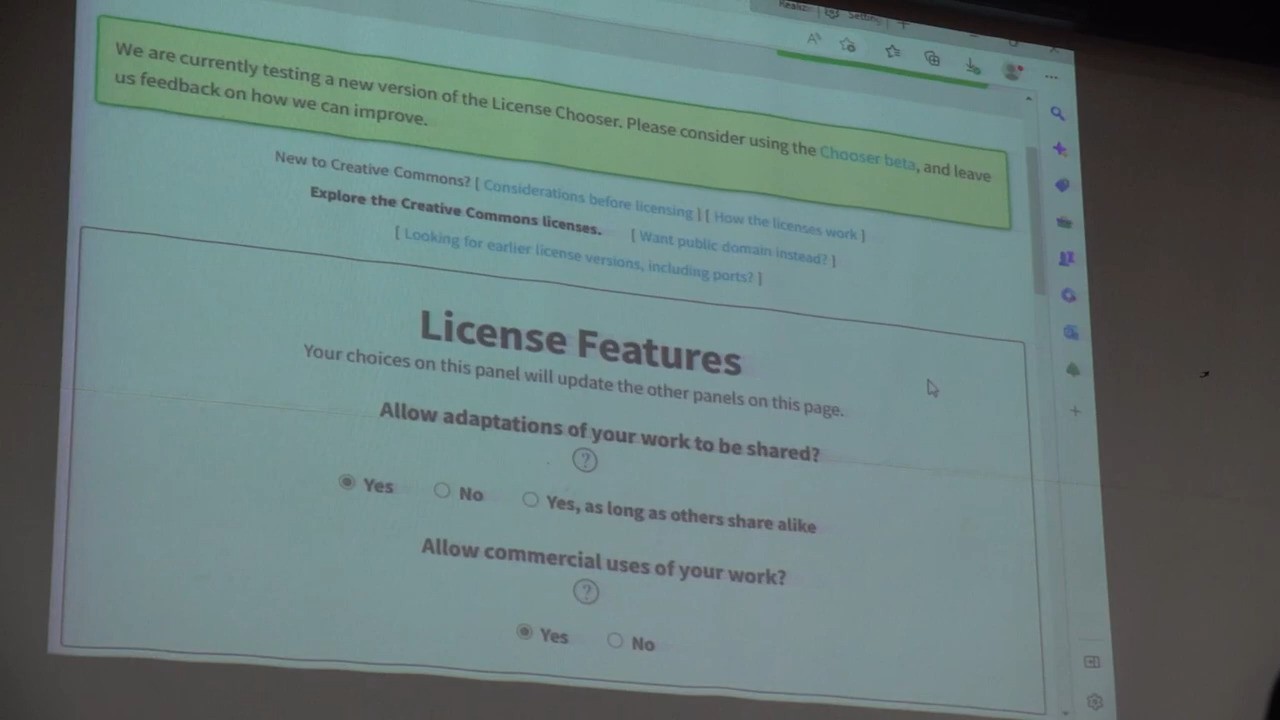 We are currently testing a new version of the License Chooser. Please consider using the Chooser beta, and leave
us feedback on how we can improve.
New to Creative Commons? [ Considerations before licensing ] [ How the licenses work ]
Explore the Creative Commons licenses. [ Want public domain instead? ]
[ Looking for earlier license versions, including ports? ]
License Features
Your choices on this panel will update the other panels on this page.
Allow adaptations of your work to be shared?
?
Yes No Yes, as long as others share alike
Allow commercial uses of your work?
?
Yes No